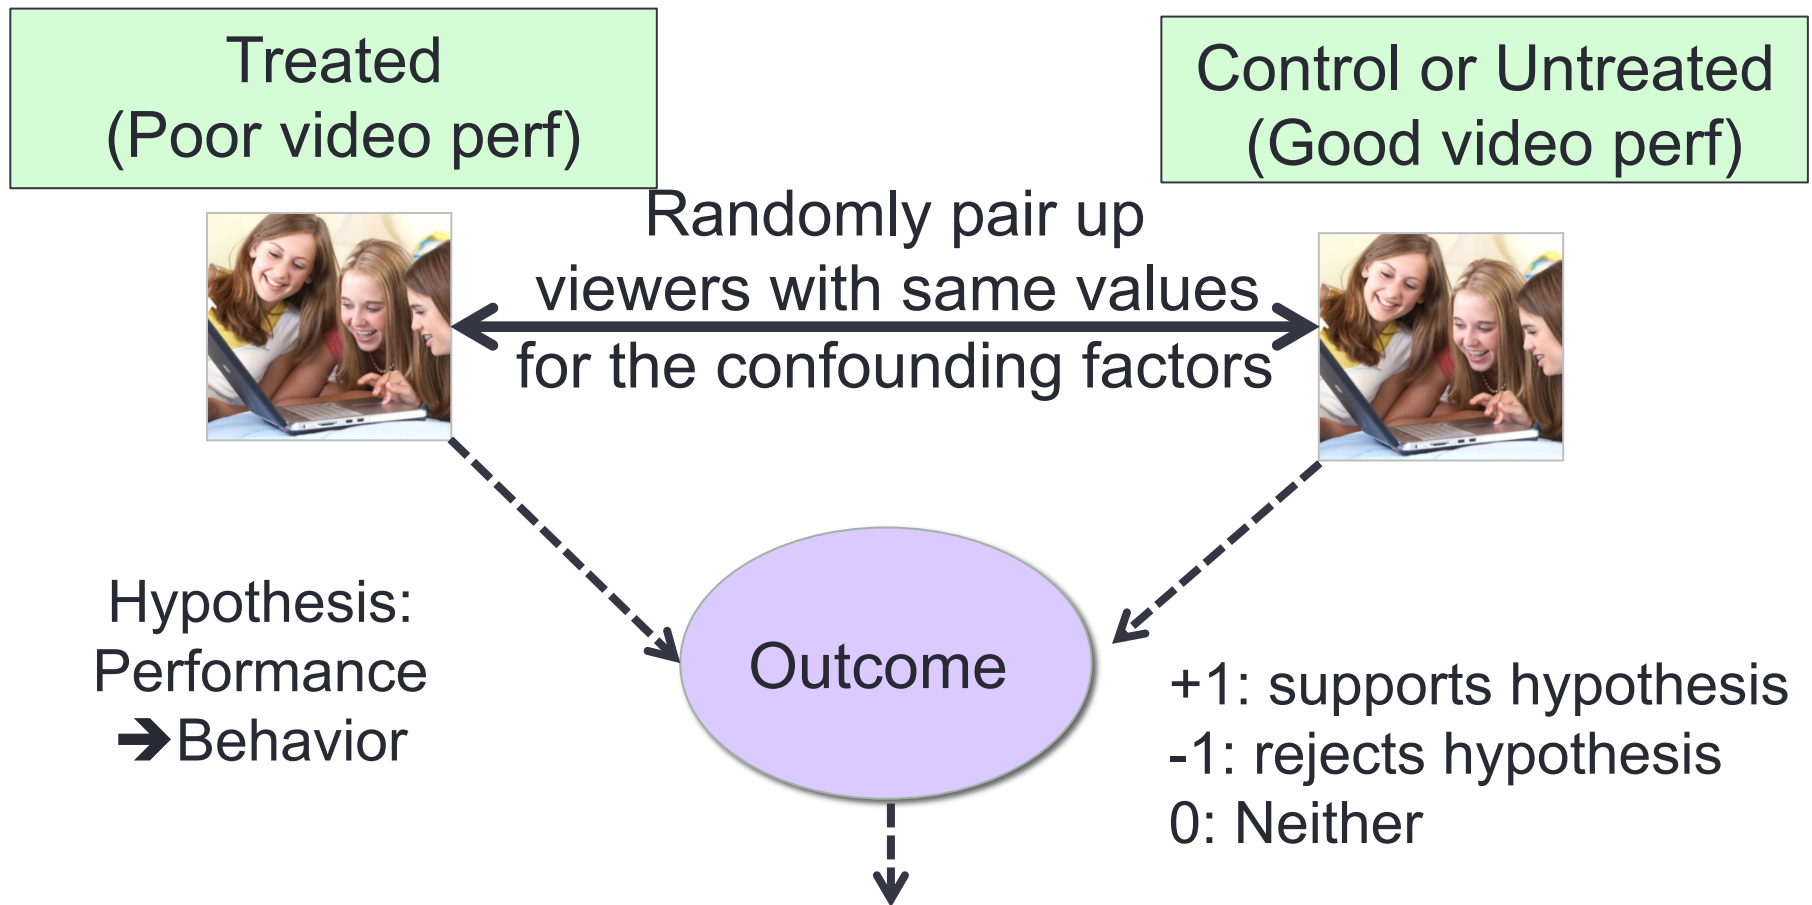 Treated
(Poor video perf)
Control or Untreated
(Good video perf)
Randomly pair up
viewers with same values
for the confounding factors
Hypothesis:
Performance
➔Behavior
Outcome
+1: supports hypothesis
-1: rejects hypothesis
0: Neither